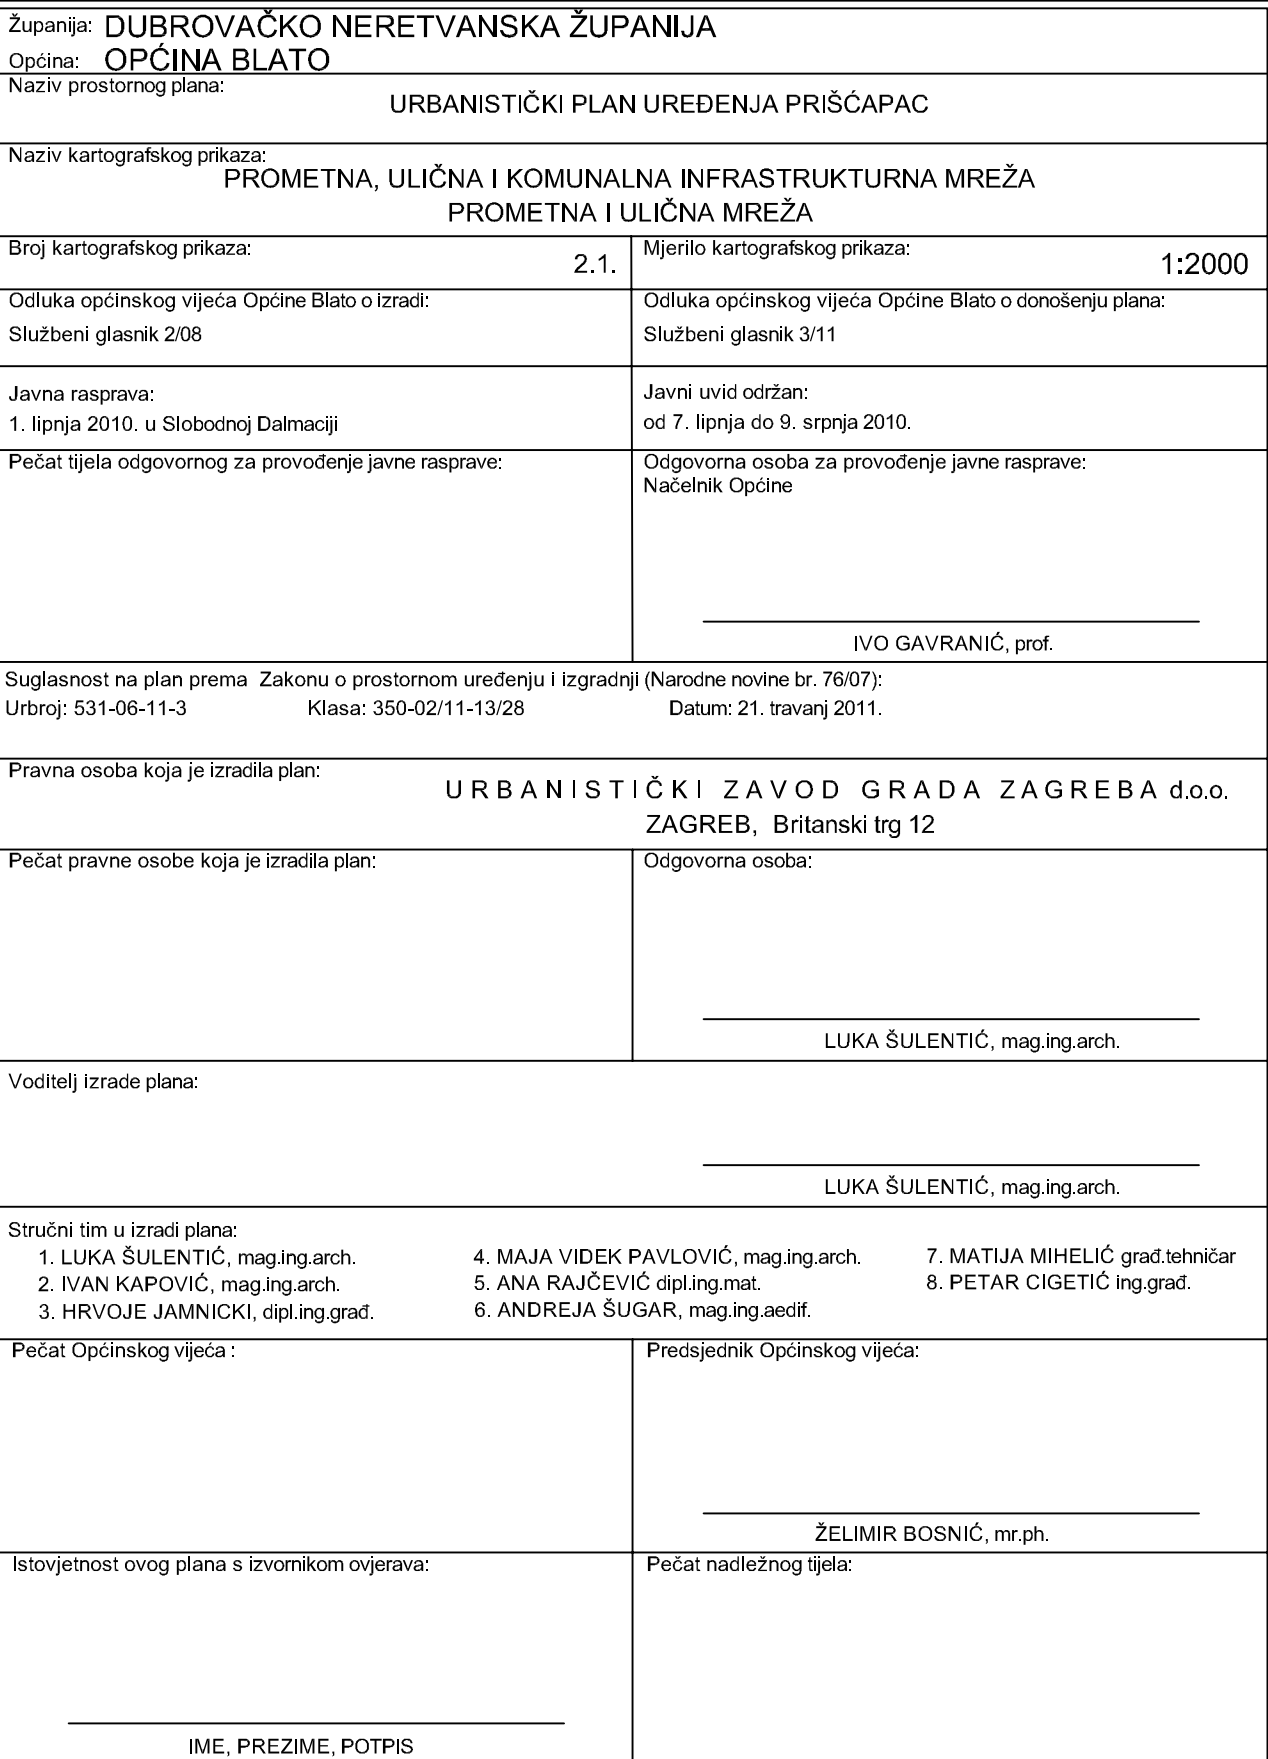 Županija: DUBROVAČKO NERETVANSKA ŽUPANIJA
Općina: OPĆINA BLATO
Naziv prostornog plana:
URBANISTIČKI PLAN UREĐENJA PRIŠĆAPAC
Naziv kartografskog prikaza:
PROMETNA, ULIČNA I KOMUNALNA INFRASTRUKTURNA MREŽA
PROMETNA I ULIČNA MREŽA
Broj kartografskog prikaza:
2.1.
Mjerilo kartografskog prikaza:
1:2000
Odluka općinskog vijeća Općine Blato o izradi:
Službeni glasnik 2/08
Odluka općinskog vijeća Općine Blato o donošenju plana:
Službeni glasnik 3/11
Javna rasprava:
1. lipnja 2010. u Slobodnoj Dalmaciji
Javni uvid održan:
od 7. lipnja do 9. srpnja 2010.
Pečat tijela odgovornog za provođenje javne rasprave:
Odgovorna osoba za provođenje javne rasprave:
Načelnik Općine
IVO GAVRANIĆ, prof.
Suglasnost na plan prema Zakonu o prostornom uređenju i izgradnji (Narodne novine br. 76/07):
Urbroj: 531-06-11-3 Klasa: 350-02/11-13/28 Datum: 21. travanj 2011.
Pravna osoba koja je izradila plan:
URBANISTIČKI ZAVOD GRADA ZAGREBA d.o.o.
ZAGREB, Britanski trg 12
Pečat pravne osobe koja je izradila plan:
Odgovorna osoba:
LUKA ŠULENTIĆ, mag.ing.arch.
Voditelj izrade plana:
LUKA ŠULENTIĆ, mag.ing.arch.
Stručni tim u izradi plana:
1. LUKA ŠULENTIĆ, mag.ing.arch.
2. IVAN KAPOVIĆ, mag.ing.arch.
3. HRVOJE JAMNICKI, dipl.ing.građ.
4. MAJA VIDEK PAVLOVIĆ, mag.ing.arch.
5. ANA RAJČEVIĆ dipl.ing.mat.
6. ANDREJA ŠUGAR, mag.ing.aedif.
7. MATIJA MIHELIĆ građ.tehničar
8. PETAR CIGETIĆ ing.građ.
Pečat Općinskog vijeća :
Predsjednik Općinskog vijeća:
ŽELIMIR BOSNIĆ, mr.ph.
Istovjetnost ovog plana s izvornikom ovjerava:
IME, PREZIME, POTPIS
Pečat nadležnog tijela: